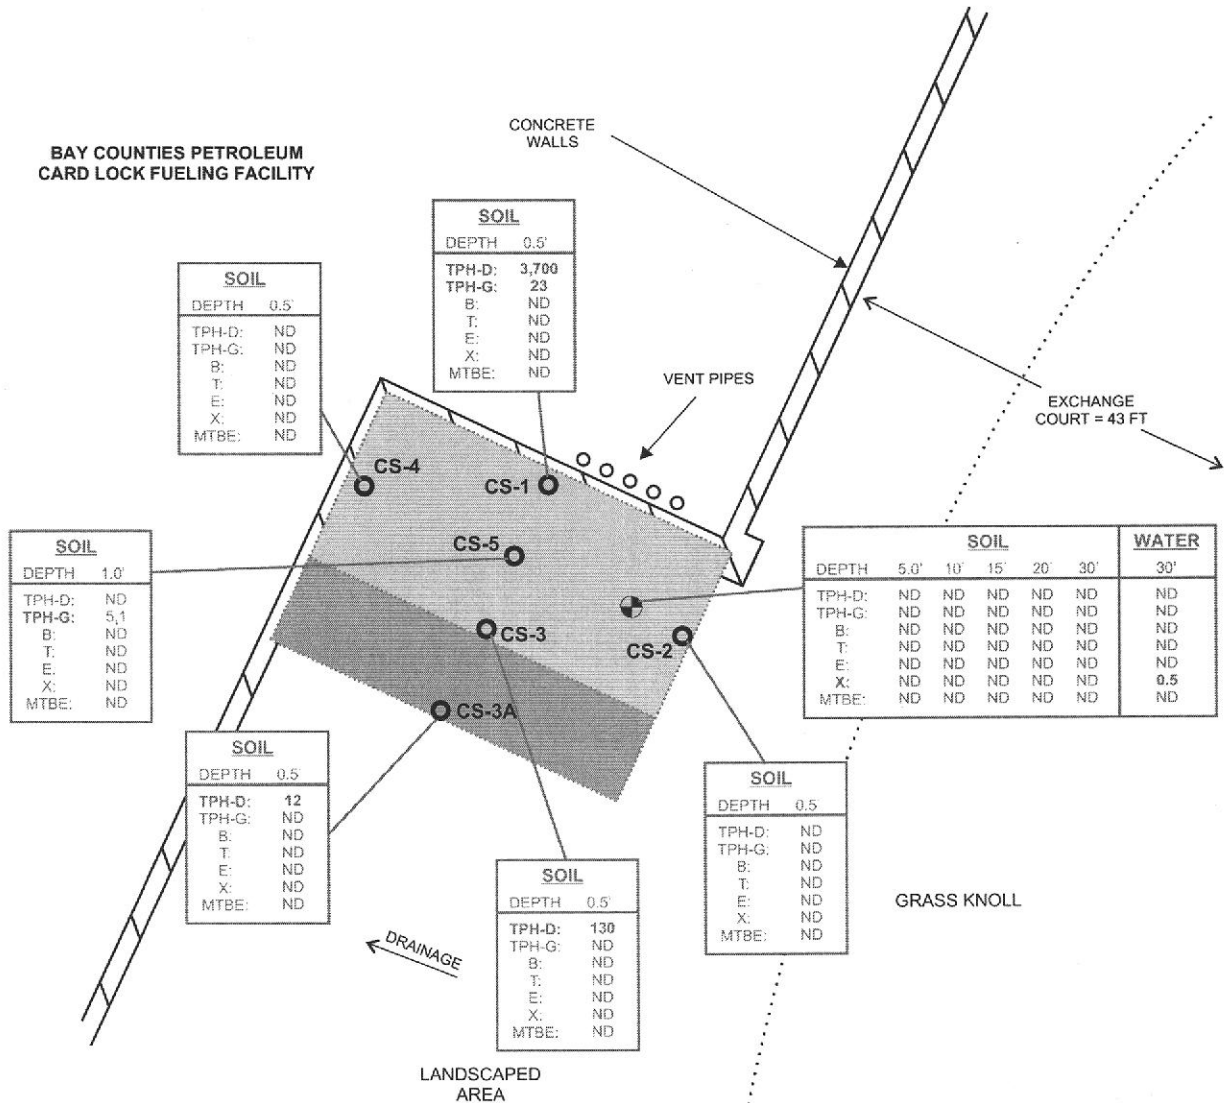 CONCRETE
WALLS
BAY COUNTIES PETROLEUM
CARD LOCK FUELING FACILITY
SOIL
DEPTH 0.5'
TPH-D: 3,700
TPH-G: 23
B: ND
T: ND
E: ND
X: ND
MTBE: ND
SOIL
DEPTH 0.5'
TPH-D: ND
TPH-G: ND
B: ND
T: ND
E: ND
X: ND
MTBE: ND
VENT PIPES
EXCHANGE
COURT = 43 FT
CS-4
CS-1
CS-5
CS-3
CS-2
CS-3A
SOIL
DEPTH 1.0'
TPH-D: ND
TPH-G: 5,1
B: ND
T: ND
E: ND
X: ND
MTBE: ND
SOIL WATER
DEPTH 5.0' 10' 15' 20' 30' 30'
TPH-D: ND ND ND ND ND ND
TPH-G: ND ND ND ND ND ND
B: ND ND ND ND ND ND
T: ND ND ND ND ND ND
E: ND ND ND ND ND ND
X: ND ND ND ND ND 0.5
MTBE: ND ND ND ND ND ND
SOIL
DEPTH 0.5
TPH-D: 12
TPH-G: ND
B: ND
T: ND
E: ND
X: ND
MTBE: ND
SOIL
DEPTH 0.5
TPH-D: ND
TPH-G: ND
B: ND
T: ND
E: ND
X: ND
MTBE: ND
SOIL
DEPTH 0.5'
TPH-D: 130
TPH-G: ND
B: ND
T: ND
E: ND
X: ND
MTBE: ND
GRASS KNOLL
DRAINAGE
LANDSCAPED
AREA